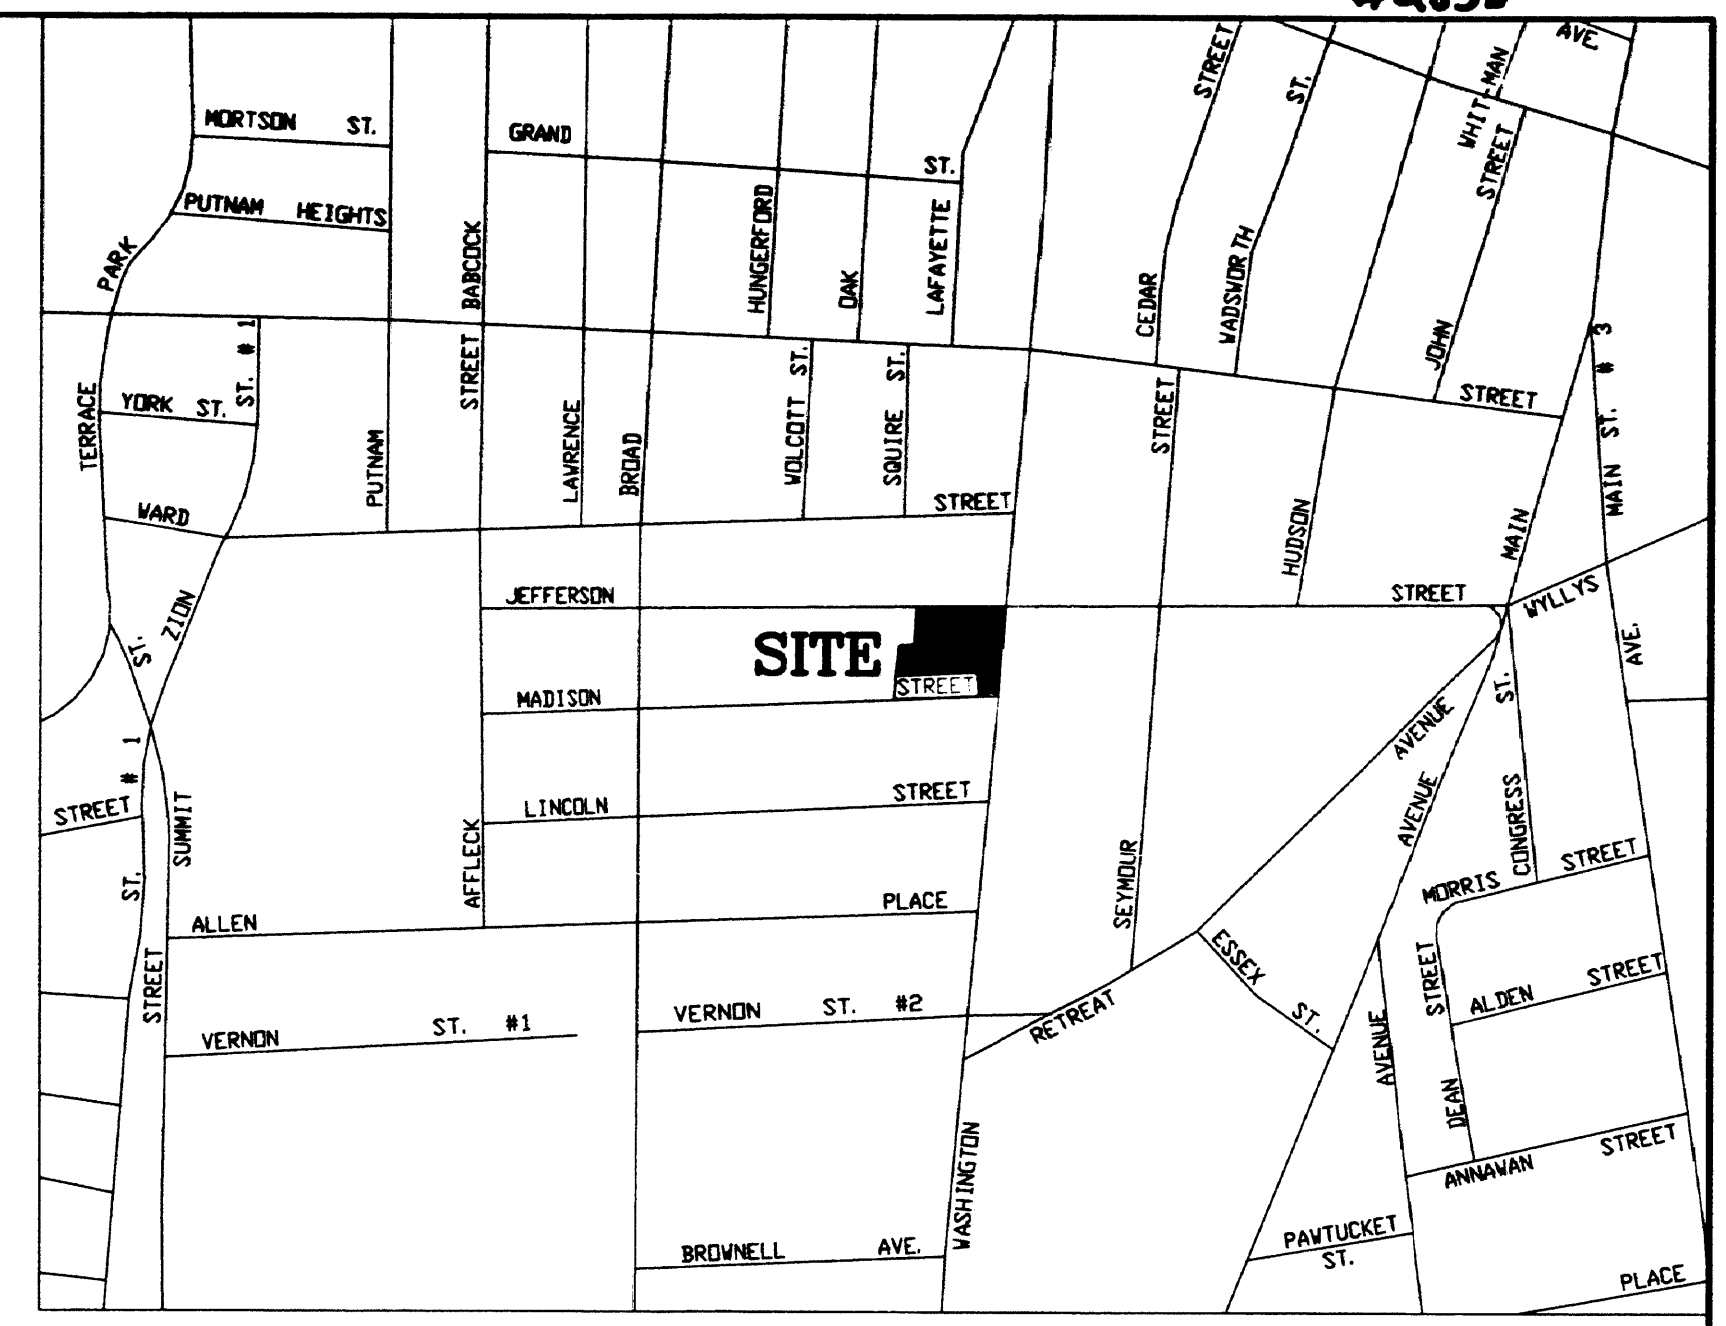 AVE.
STREET
ST.
WHIT-MAN
STREET
MORTSON ST.
GRAND ST.
PUTNAM HEIGHTS
PARK
BABCOCK
HUNGERFORD
OAK
LAFAYETTE
CEDAR
WADSWORTH
JOHN
MAIN ST. # 3
ST. # 1
STREET
TERRACE
YORK ST.
PUTNAM
LAWRENCE
BROAD
WOLCOTT ST.
SQUIRE ST.
STREET
STREET
WARD
STREET
HUDSON
MAIN
ZION
ST.
JEFFERSON STREET
WYLLYS
AVE.
SITE
STREET
MADISON
ST.
AVENUE
# 1
STREET
LINCOLN STREET
AVENUE
CONGRESS
SUMMIT
AFFLECK
SEYMOUR
MORRIS STREET
ST.
ALLEN PLACE
ESSEX ST.
STREET
STREET
ALDEN STREET
VERNON ST. #1
VERNON ST. #2
RETREAT
AVENUE
DEAN
WASHINGTON
ANNAWAN STREET
BROWNELL AVE.
PAWTUCKET
ST.
PLACE